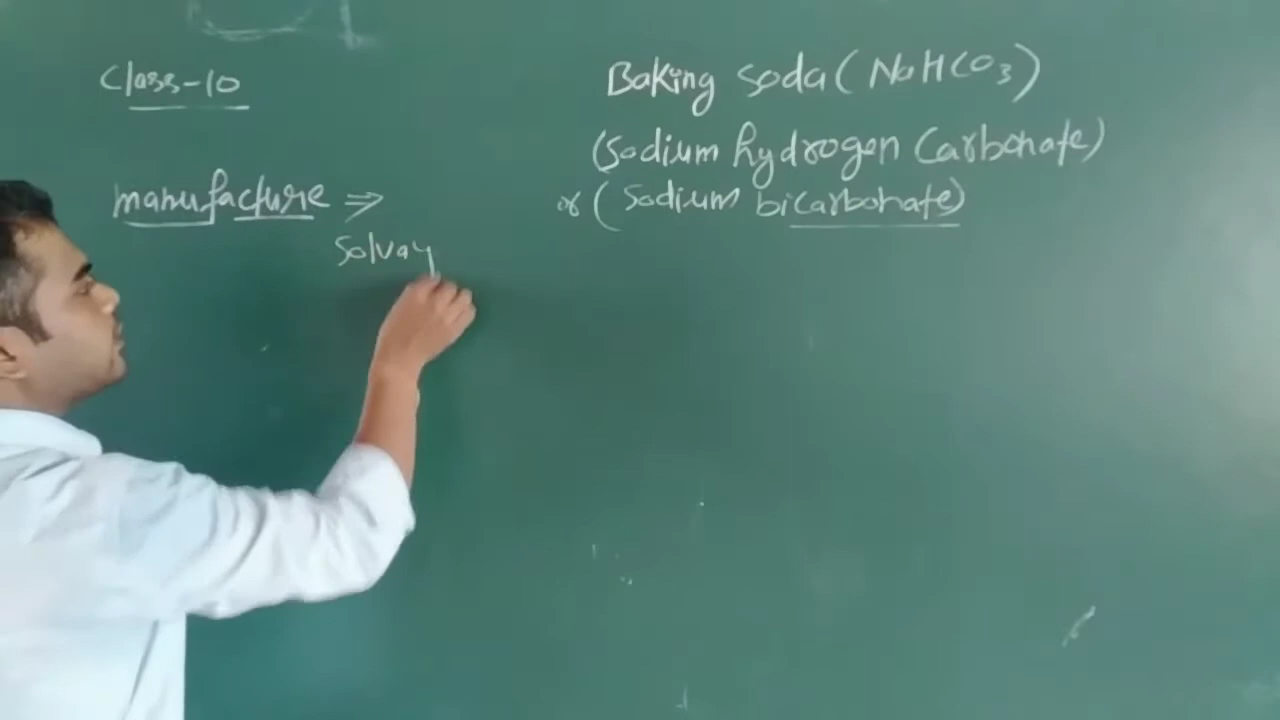 Class-10
Baking soda (NaHCO3)
(Sodium hydrogen Carbonate)
or (Sodium bicarbonate)
manufacture ⇒
Solvay